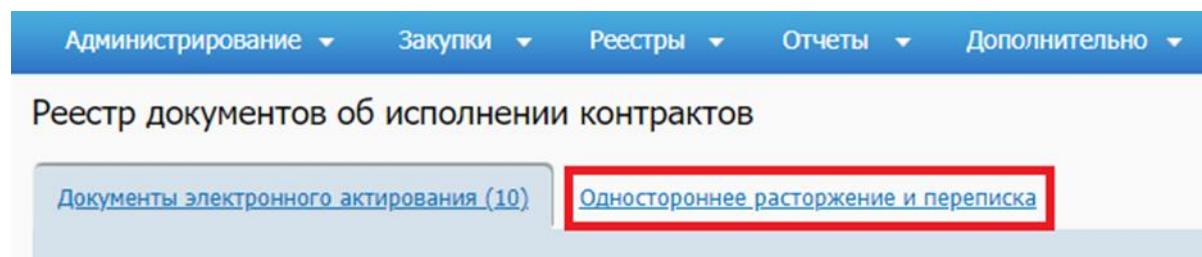 Администрирование Закупки Реестры Отчеты Дополнительно
Реестр документов об исполнении контрактов
Документы электронного актирования (10) Одностороннее расторжение и переписка